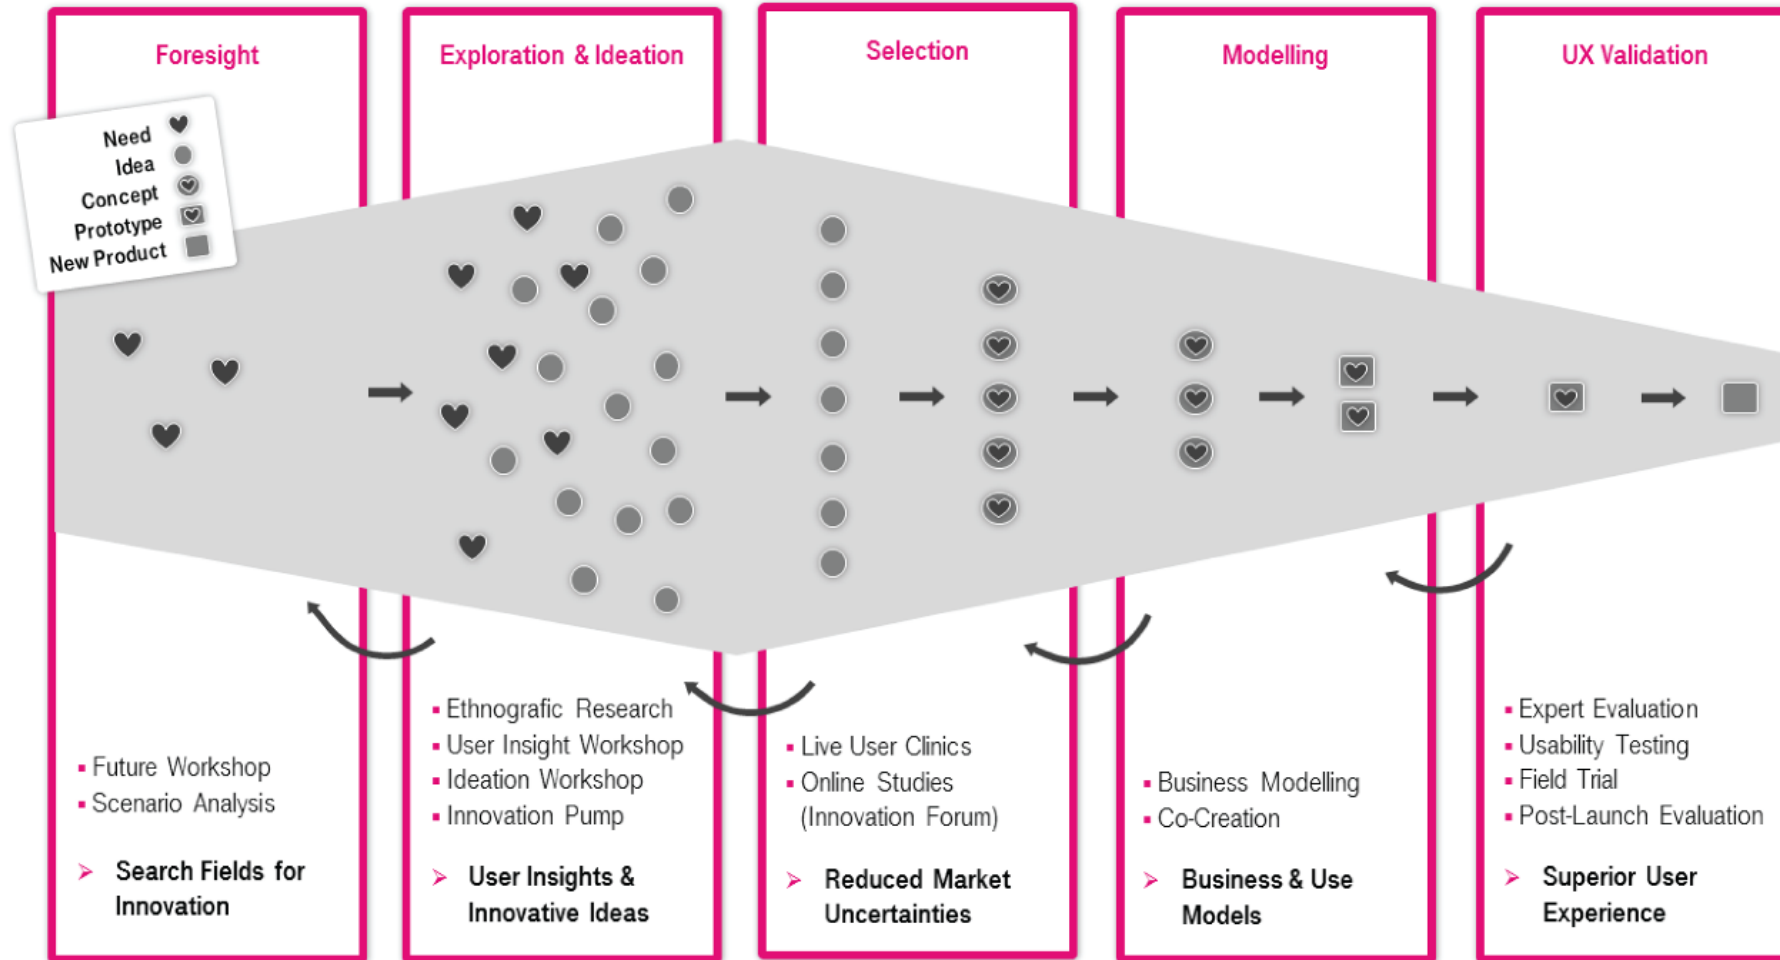 Foresight
Need
Idea
Concept
Prototype
New Product
▪ Future Workshop
▪ Scenario Analysis
➢ Search Fields for
Innovation
Exploration & Ideation
▪ Ethnografic Research
▪ User Insight Workshop
▪ Ideation Workshop
▪ Innovation Pump
➢ User Insights &
Innovative Ideas
Selection
▪ Live User Clinics
▪ Online Studies
(Innovation Forum)
➢ Reduced Market
Uncertainties
Modelling
▪ Business Modelling
▪ Co-Creation
➢ Business & Use
Models
UX Validation
▪ Expert Evaluation
▪ Usability Testing
▪ Field Trial
▪ Post-Launch Evaluation
➢ Superior User
Experience